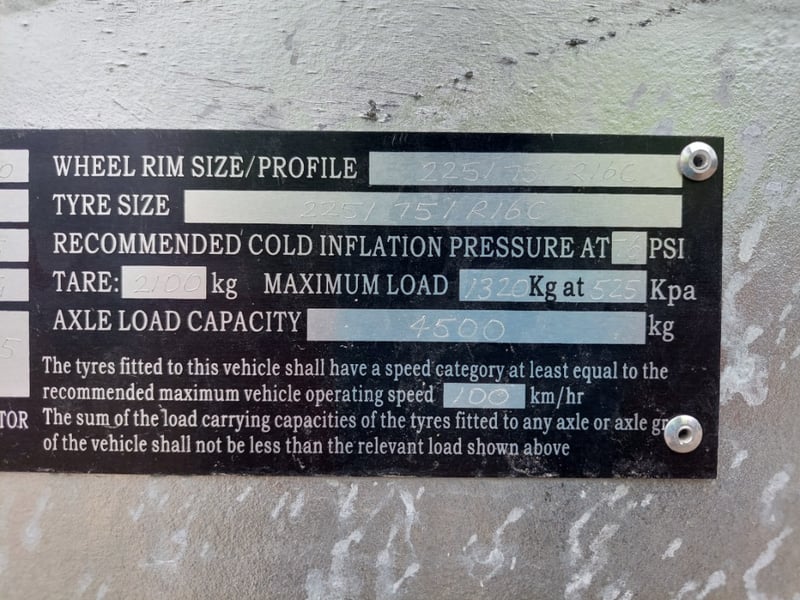 WHEEL RIM SIZE/PROFILE 225/ 75/ R16C
TYRE SIZE 225/ 75/ R16C
RECOMMENDED COLD INFLATION PRESSURE AT 76 PSI
TARE: 2100 kg MAXIMUM LOAD 1320 Kg at 525 Kpa
AXLE LOAD CAPACITY 4500 kg
The tyres fitted to this vehicle shall have a speed category at least equal to the
recommended maximum vehicle operating speed 100 km/hr
TOR The sum of the load carrying capacities of the tyres fitted to any axle or axle gr
of the vehicle shall not be less than the relevant load shown above